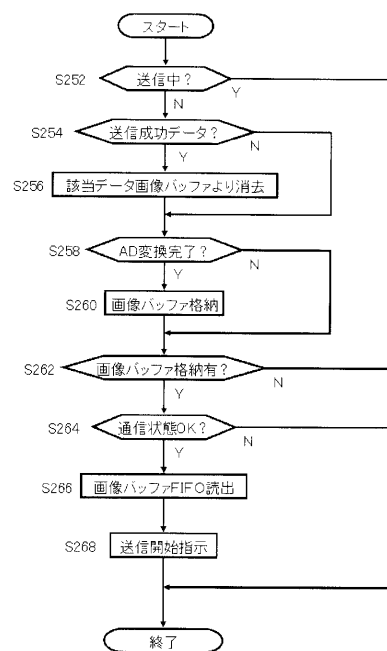 スタート
S252 送信中？ Y
N
S254 送信成功データ？ N
Y
S256 該当データ画像バッファより消去
S258 AD変換完了？ N
Y
S260 画像バッファ格納
S262 画像バッファ格納有？ N
Y
S264 通信状態OK？ N
Y
S266 画像バッファFIFO読出
S268 送信開始指示
終了